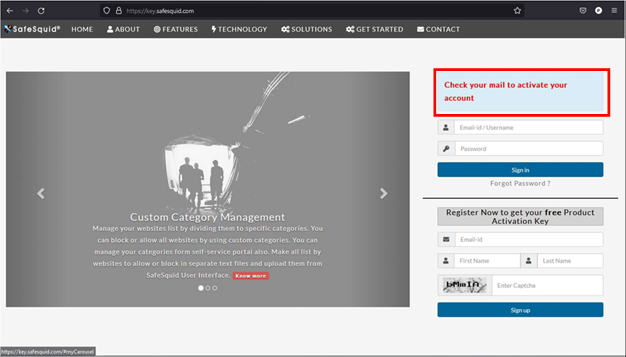 https://key.safesquid.com
SafeSquid® HOME ABOUT FEATURES TECHNOLOGY SOLUTIONS GET STARTED CONTACT
Check your mail to activate your
account
Email-id / Username
Password
Sign in
Forgot Password ?
Custom Category Management
Manage your websites list by dividing them to specific categories. You
can block or allow all websites by using custom categories. You can
manage your categories form self-service portal also. Make all list by
websites to allow or block in separate text files and upload them from
SafeSquid User Interface. Know more
Register Now to get your free Product
Activation Key
Email-id
First Name Last Name
bMmIA Enter Captcha
Sign up
https://key.safesquid.com/#myCarousel